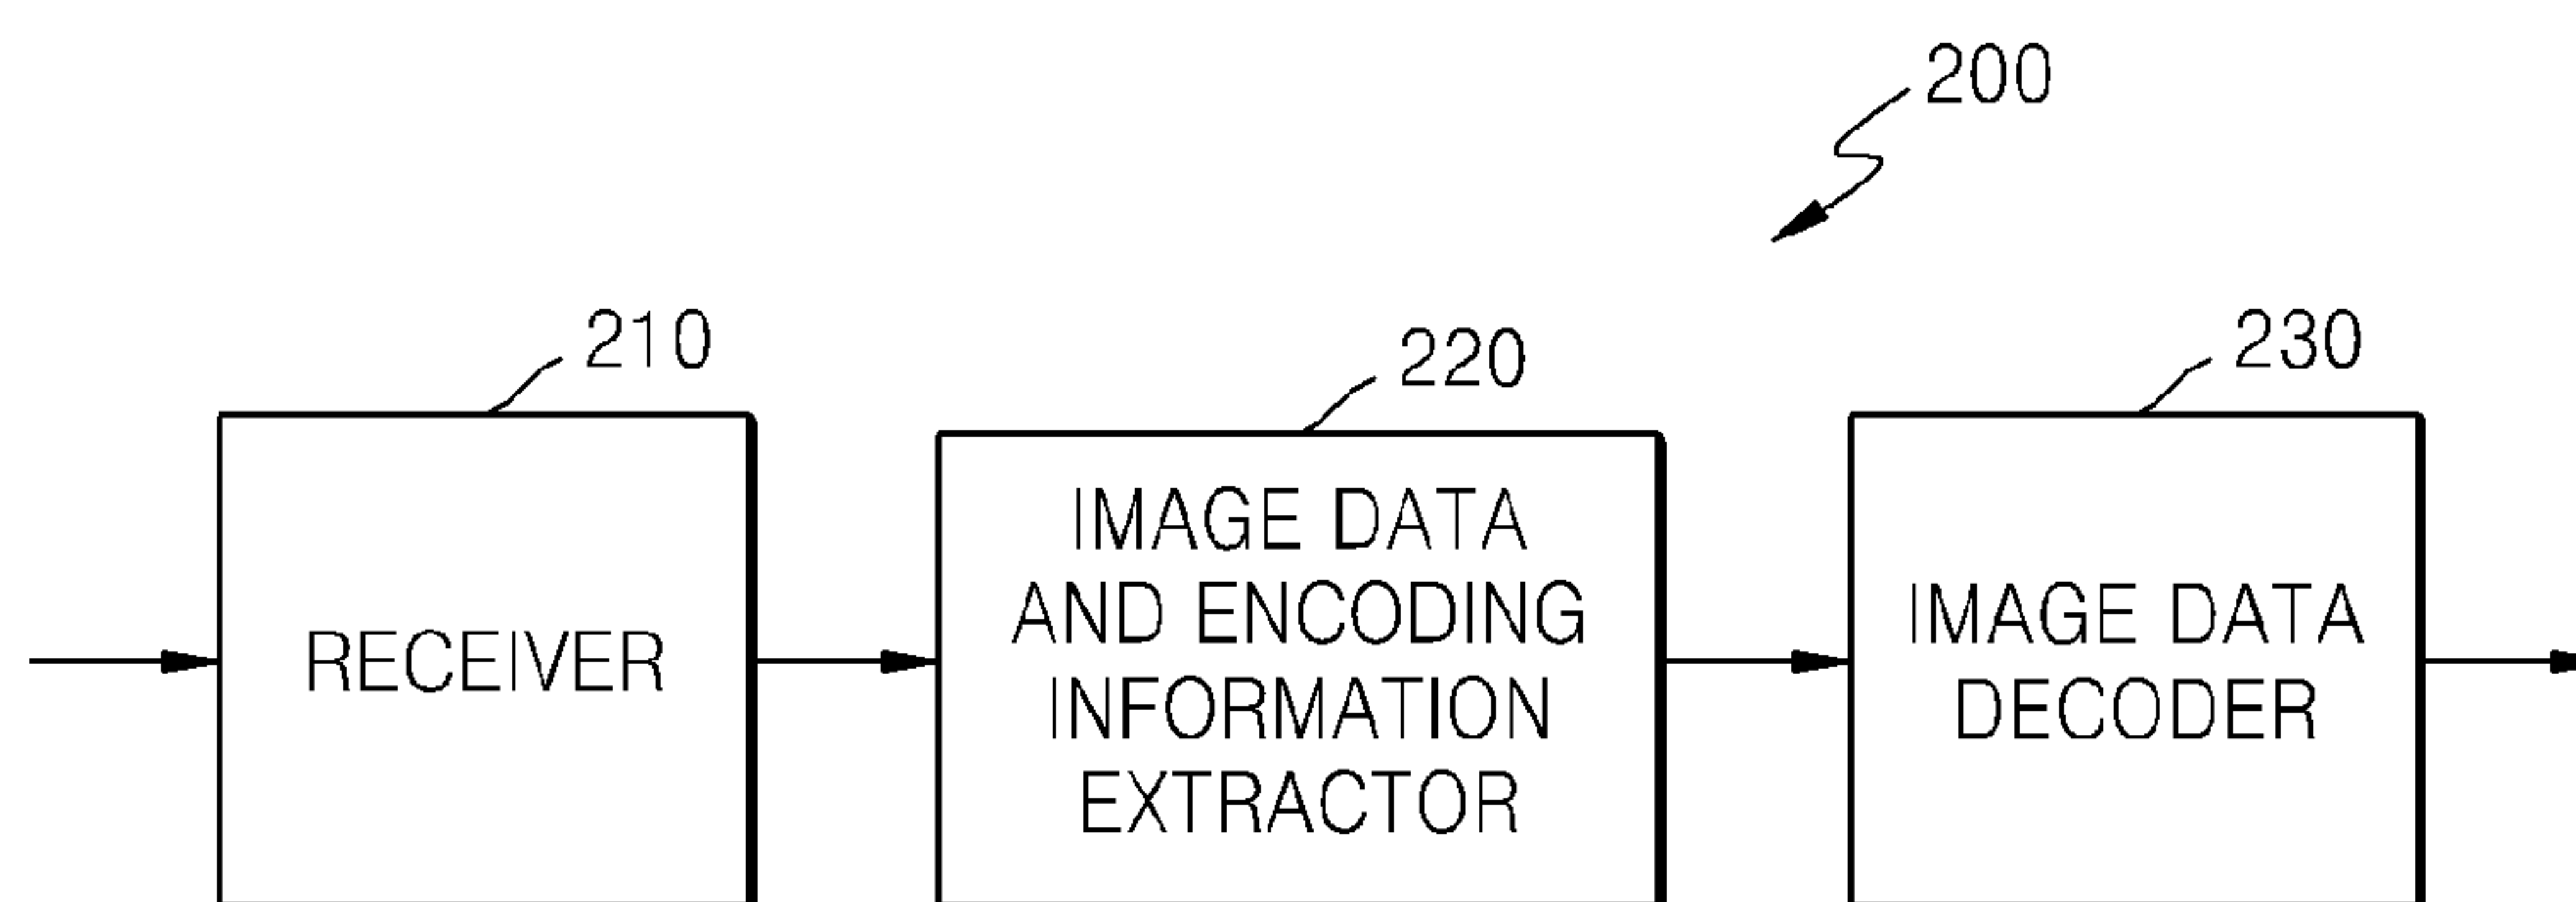 200
210
220
230
RECEIVER
IMAGE DATA
AND ENCODING
INFORMATION
EXTRACTOR
IMAGE DATA
DECODER